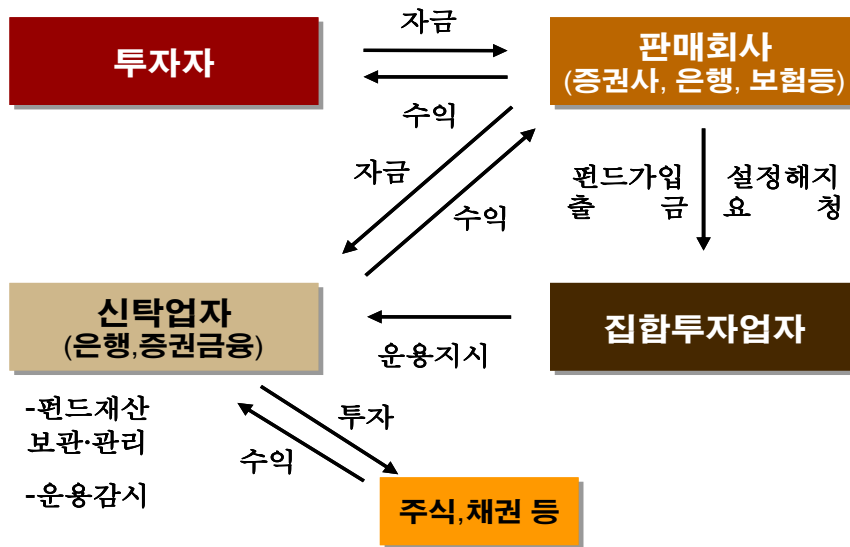 자금
투자자
판매회사
(증권사, 은행, 보험등)
수익
자금
수익
펀드가입
출 금
설정해지
요 청
신탁업자
(은행,증권금융)
집합투자업자
운용지시
-펀드재산
보관·관리
-운용감시
투자
수익
주식,채권 등